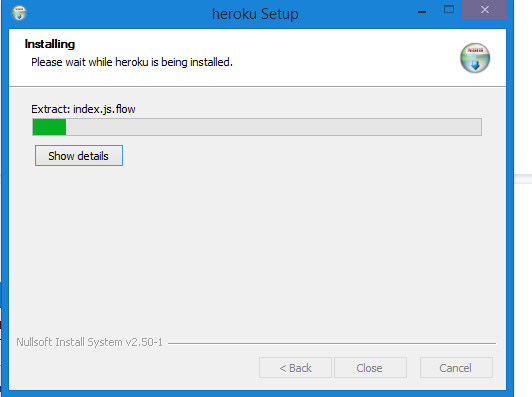 heroku Setup
Installing
Please wait while heroku is being installed.
Extract: index.js.flow
Show details
Nullsoft Install System v2.50-1
< Back
Close
Cancel